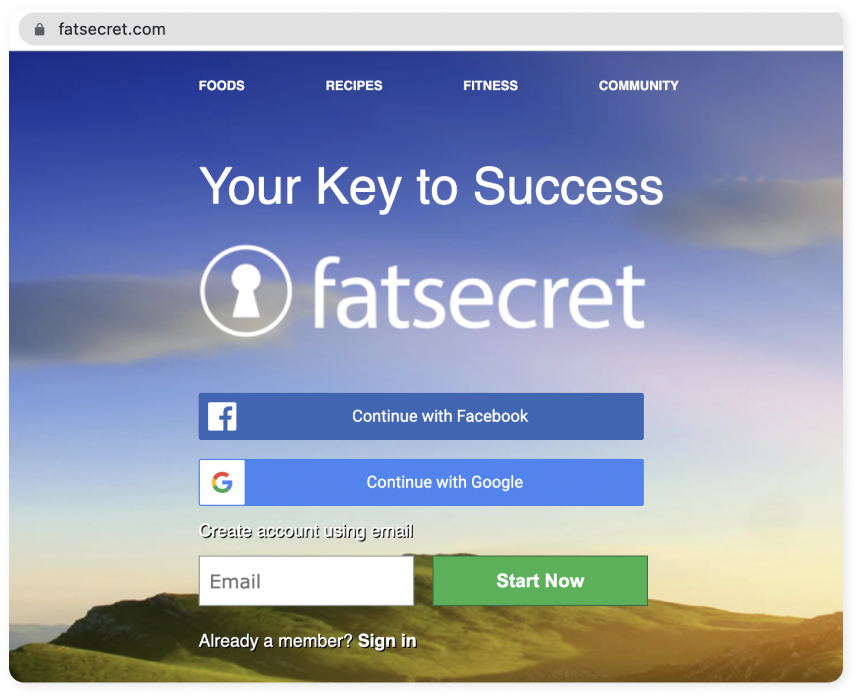 fatsecret.com
FOODS RECIPES FITNESS COMMUNITY
Your Key to Success
fatsecret
Continue with Facebook
Continue with Google
Create account using email
Email
Start Now
Already a member? Sign in